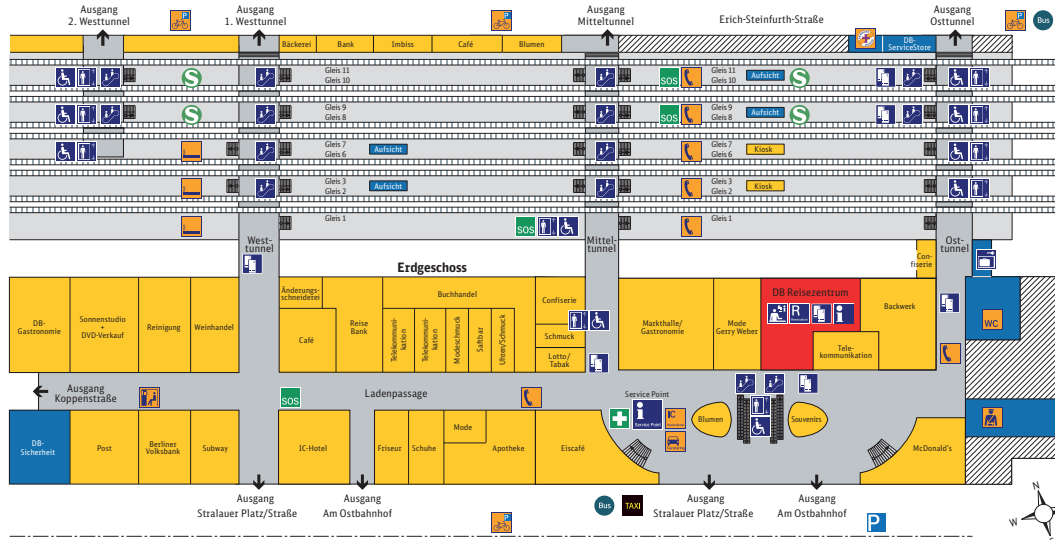 Ausgang
2. Westtunnel
Ausgang
1. Westtunnel
Ausgang
Mitteltunnel
Erich-Steinfurth-Straße
Ausgang
Osttunnel
Bus
Bäckerei
Bank
Imbiss
Café
Blumen
DB-
ServiceStore
Gleis 11
Gleis 10
SOS
Gleis 11
Gleis 10
Aufsicht
S
S
Gleis 9
Gleis 8
SOS
Gleis 9
Gleis 8
Aufsicht
S
S
Gleis 7
Gleis 6
Aufsicht
Gleis 7
Gleis 6
Kiosk
Gleis 3
Gleis 2
Aufsicht
Gleis 3
Gleis 2
Kiosk
Gleis 1
SOS
Gleis 1
West-
tunnel
Mittel-
tunnel
Ost-
tunnel
Con-
fiserie
Erdgeschoss
DB-
Gastronomie
Sonnenstudio
+
DVD-Verkauf
Reinigung
Weinhandel
Änderungs-
schneiderei
Café
Reise
Bank
Buchhandel
Telekommuni-
kation
Telekommuni-
kation
Modeschmuck
Saftbar
Uhren/Schmuck
Confiserie
Schmuck
Lotto/
Tabak
Markthalle/
Gastronomie
Mode
Gerry Weber
DB Reisezentrum
R
Tele-
kommunikation
Backwerk
WC
Ausgang
Koppenstraße
SOS
Ladenpassage
Service Point
Service Point
IC
Blumen
Souvenirs
DB-
Sicherheit
Post
Berliner
Volksbank
Subway
IC-Hotel
Friseur
Schuhe
Mode
Apotheke
Eiscafé
McDonald's
Ausgang
Stralauer Platz/Straße
Ausgang
Am Ostbahnhof
Bus
TAXI
Ausgang
Stralauer Platz/Straße
Ausgang
Am Ostbahnhof
P
N
W
O
S